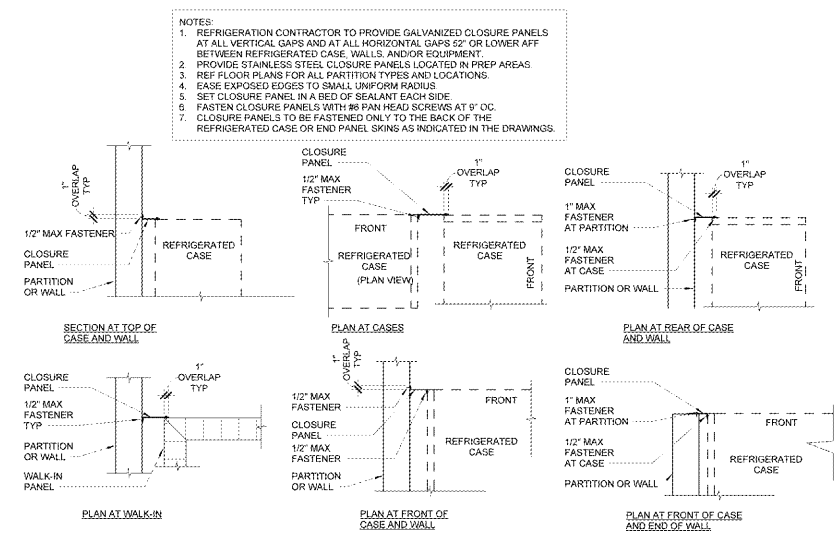 NOTES:
1. REFRIGERATION CONTRACTOR TO PROVIDE GALVANIZED CLOSURE PANELS
AT ALL VERTICAL GAPS AND AT ALL HORIZONTAL GAPS 52" OR LOWER AFF
BETWEEN REFRIGERATED CASE, WALLS, AND/OR EQUIPMENT.
2. PROVIDE STAINLESS STEEL CLOSURE PANELS LOCATED IN PREP AREAS.
3. REF FLOOR PLANS FOR ALL PARTITION TYPES AND LOCATIONS.
4. EASE EXPOSED EDGES TO SMALL UNIFORM RADIUS.
5. SET CLOSURE PANEL IN A BED OF SEALANT EACH SIDE.
6. FASTEN CLOSURE PANELS WITH #6 PAN HEAD SCREWS AT 9" OC.
7. CLOSURE PANELS TO BE FASTENED ONLY TO THE BACK OF THE
REFRIGERATED CASE OR END PANEL SKINS AS INDICATED IN THE DRAWINGS.
1"
OVERLAP
TYP
1/2" MAX FASTENER
CLOSURE
PANEL
PARTITION
OR WALL
REFRIGERATED
CASE
SECTION AT TOP OF
CASE AND WALL
CLOSURE
PANEL
1/2" MAX
FASTENER
TYP
1"
OVERLAP
TYP
FRONT
REFRIGERATED
CASE
(PLAN VIEW)
REFRIGERATED
CASE
FRONT
PLAN AT CASES
CLOSURE
PANEL
1" MAX
FASTENER
AT PARTITION
1/2" MAX
FASTENER
AT CASE
PARTITION OR WALL
1"
OVERLAP
TYP
REFRIGERATED
CASE
FRONT
PLAN AT REAR OF CASE
AND WALL
CLOSURE
PANEL
1/2" MAX
FASTENER
TYP
PARTITION
OR WALL
WALK-IN
PANEL
1"
OVERLAP
TYP
PLAN AT WALK-IN
1"
OVERLAP
TYP
1/2" MAX
FASTENER
CLOSURE
PANEL
1/2" MAX
FASTENER
PARTITION
OR WALL
FRONT
REFRIGERATED
CASE
PLAN AT FRONT OF
CASE AND WALL
CLOSURE
PANEL
1" MAX
FASTENER
AT PARTITION
1/2" MAX
FASTENER
AT CASE
PARTITION OR WALL
FRONT
REFRIGERATED
CASE
PLAN AT FRONT OF CASE
AND END OF WALL